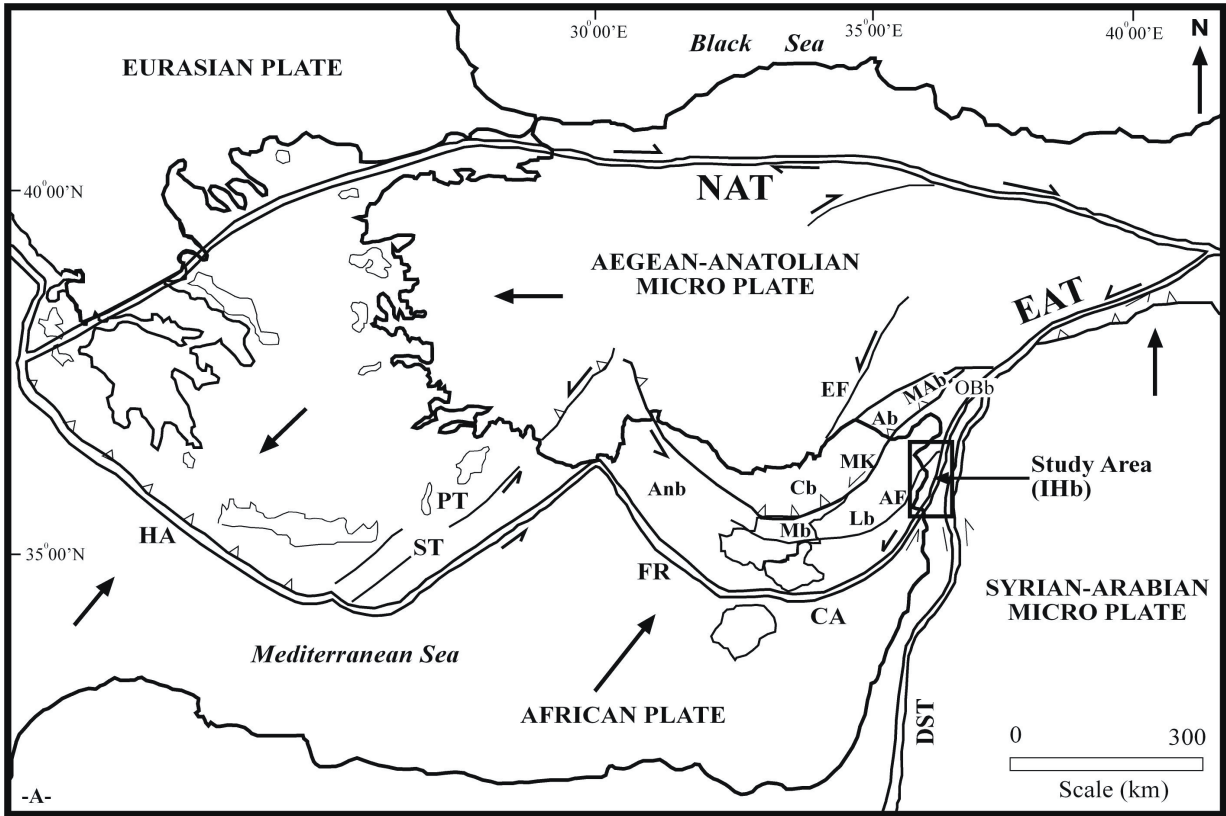 30°00'E
35°00'E
40°00'E
N
Black Sea
EURASIAN PLATE
40°00'N
NAT
AEGEAN-ANATOLIAN
MICRO PLATE
EAT
EF
MAb
OBb
Ab
MK
Study Area
(IHb)
Cb
Anb
AF
PT
Lb
Mb
HA
ST
35°00'N
FR
CA
SYRIAN-ARABIAN
MICRO PLATE
Mediterranean Sea
AFRICAN PLATE
DST
0 300
Scale (km)
-A-